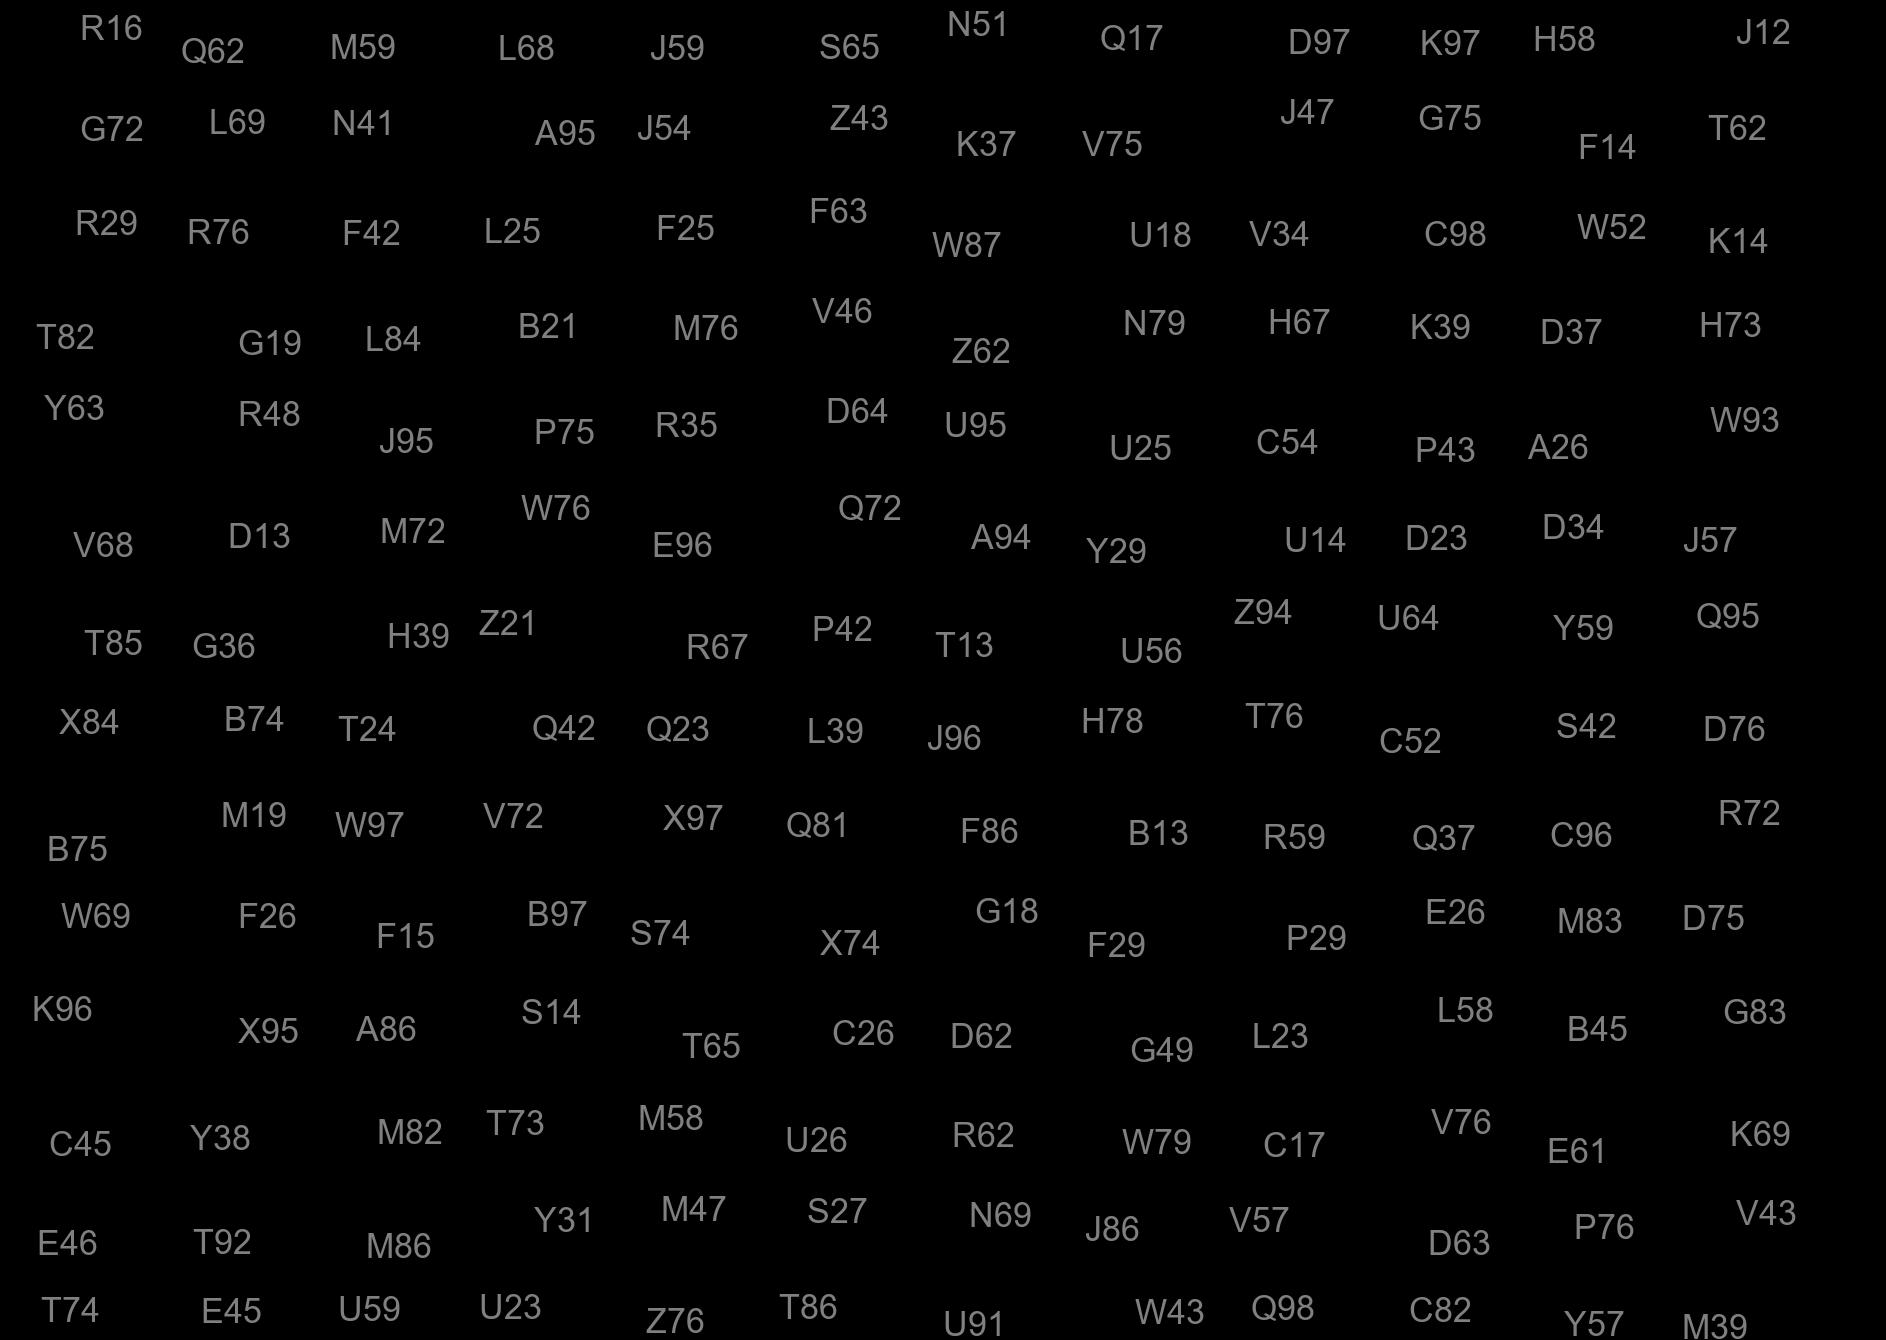 R16 Q62 M59 L68 J59 S65 N51 Q17 D97 K97 H58 J12
G72 L69 N41 A95 J54 Z43 K37 V75 J47 G75 F14 T62
R29 R76 F42 L25 F25 F63 W87 U18 V34 C98 W52 K14
T82 G19 L84 B21 M76 V46 Z62 N79 H67 K39 D37 H73
Y63 R48 J95 P75 R35 D64 U95 U25 C54 P43 A26 W93
V68 D13 M72 W76 E96 Q72 A94 Y29 U14 D23 D34 J57
T85 G36 H39 Z21 R67 P42 T13 U56 Z94 U64 Y59 Q95
X84 B74 T24 Q42 Q23 L39 J96 H78 T76 C52 S42 D76
B75 M19 W97 V72 X97 Q81 F86 B13 R59 Q37 C96 R72
W69 F26 F15 B97 S74 X74 G18 F29 P29 E26 M83 D75
K96 X95 A86 S14 T65 C26 D62 G49 L23 L58 B45 G83
C45 Y38 M82 T73 M58 U26 R62 W79 C17 V76 E61 K69
E46 T92 M86 Y31 M47 S27 N69 J86 V57 D63 P76 V43
T74 E45 U59 U23 Z76 T86 U91 W43 Q98 C82 Y57 M39